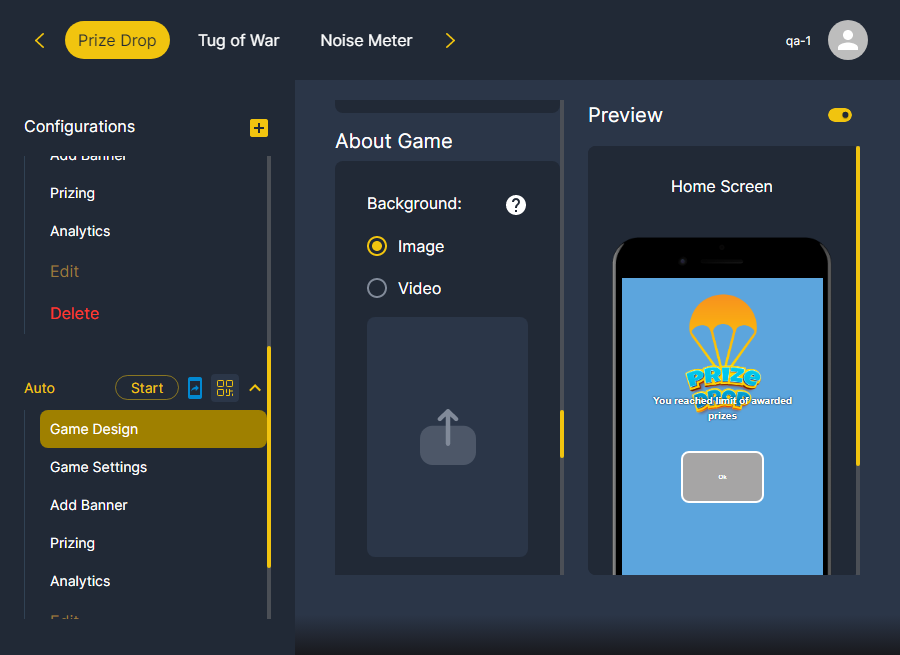 Prize Drop
Tug of War
Noise Meter
qa-1
Configurations
Add Banner
Prizing
Analytics
Edit
Delete
Auto
Start
Game Design
Game Settings
Add Banner
Prizing
Analytics
Edit
About Game
Background:
?
Image
Video
Preview
Home Screen
PRIZE
DROP
You reached limit of awarded
prizes
Ok